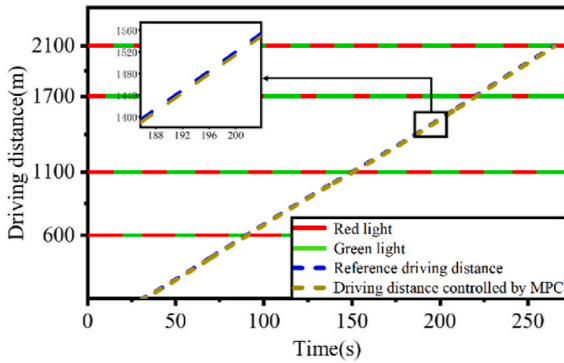 1560
1520
1480
1440
1400
188 192 196 200
2100
1700
1100
600
Driving distance(m)
Red light
Green light
Reference driving distance
Driving distance controlled by MPC
0 50 100 150 200 250
Time(s)